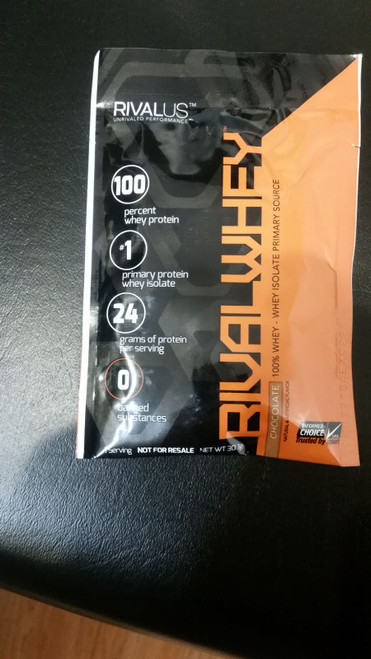 RIVALUS™
UNRIVALED PERFORMANCE
100
percent
whey protein
#1
primary protein
whey isolate
24
grams of protein
per serving
0
banned
substances
RIVALWHEY
100% WHEY - WHEY ISOLATE PRIMARY SOURCE
CHOCOLATE
INFORMED
CHOICE
Trusted by
Serving NOT FOR RESALE NET WT 30